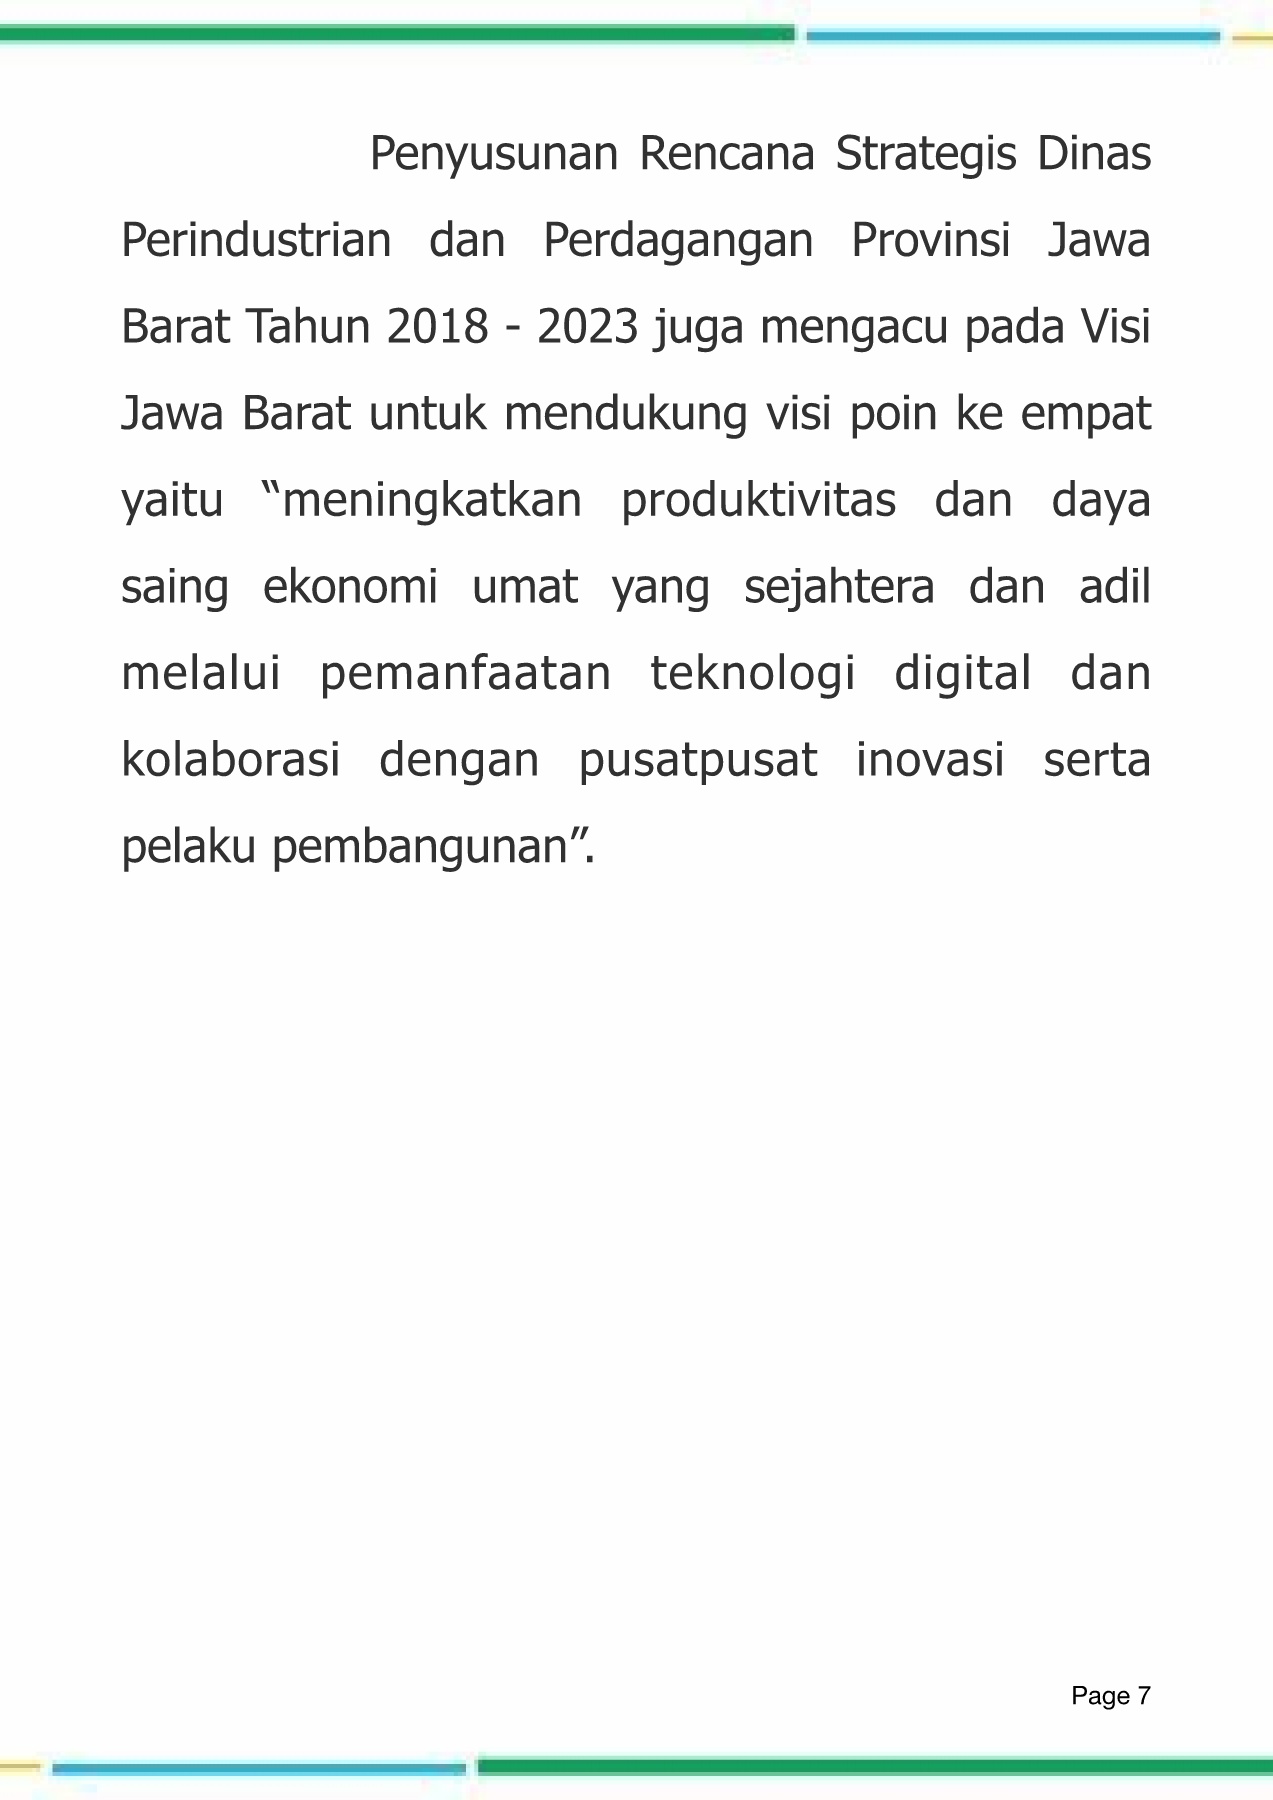 Penyusunan Rencana Strategis Dinas
Perindustrian dan Perdagangan Provinsi Jawa
Barat Tahun 2018 - 2023 juga mengacu pada Visi
Jawa Barat untuk mendukung visi poin ke empat
yaitu “meningkatkan produktivitas dan daya
saing ekonomi umat yang sejahtera dan adil
melalui pemanfaatan teknologi digital dan
kolaborasi dengan pusatpusat inovasi serta
pelaku pembangunan”.
Page 7